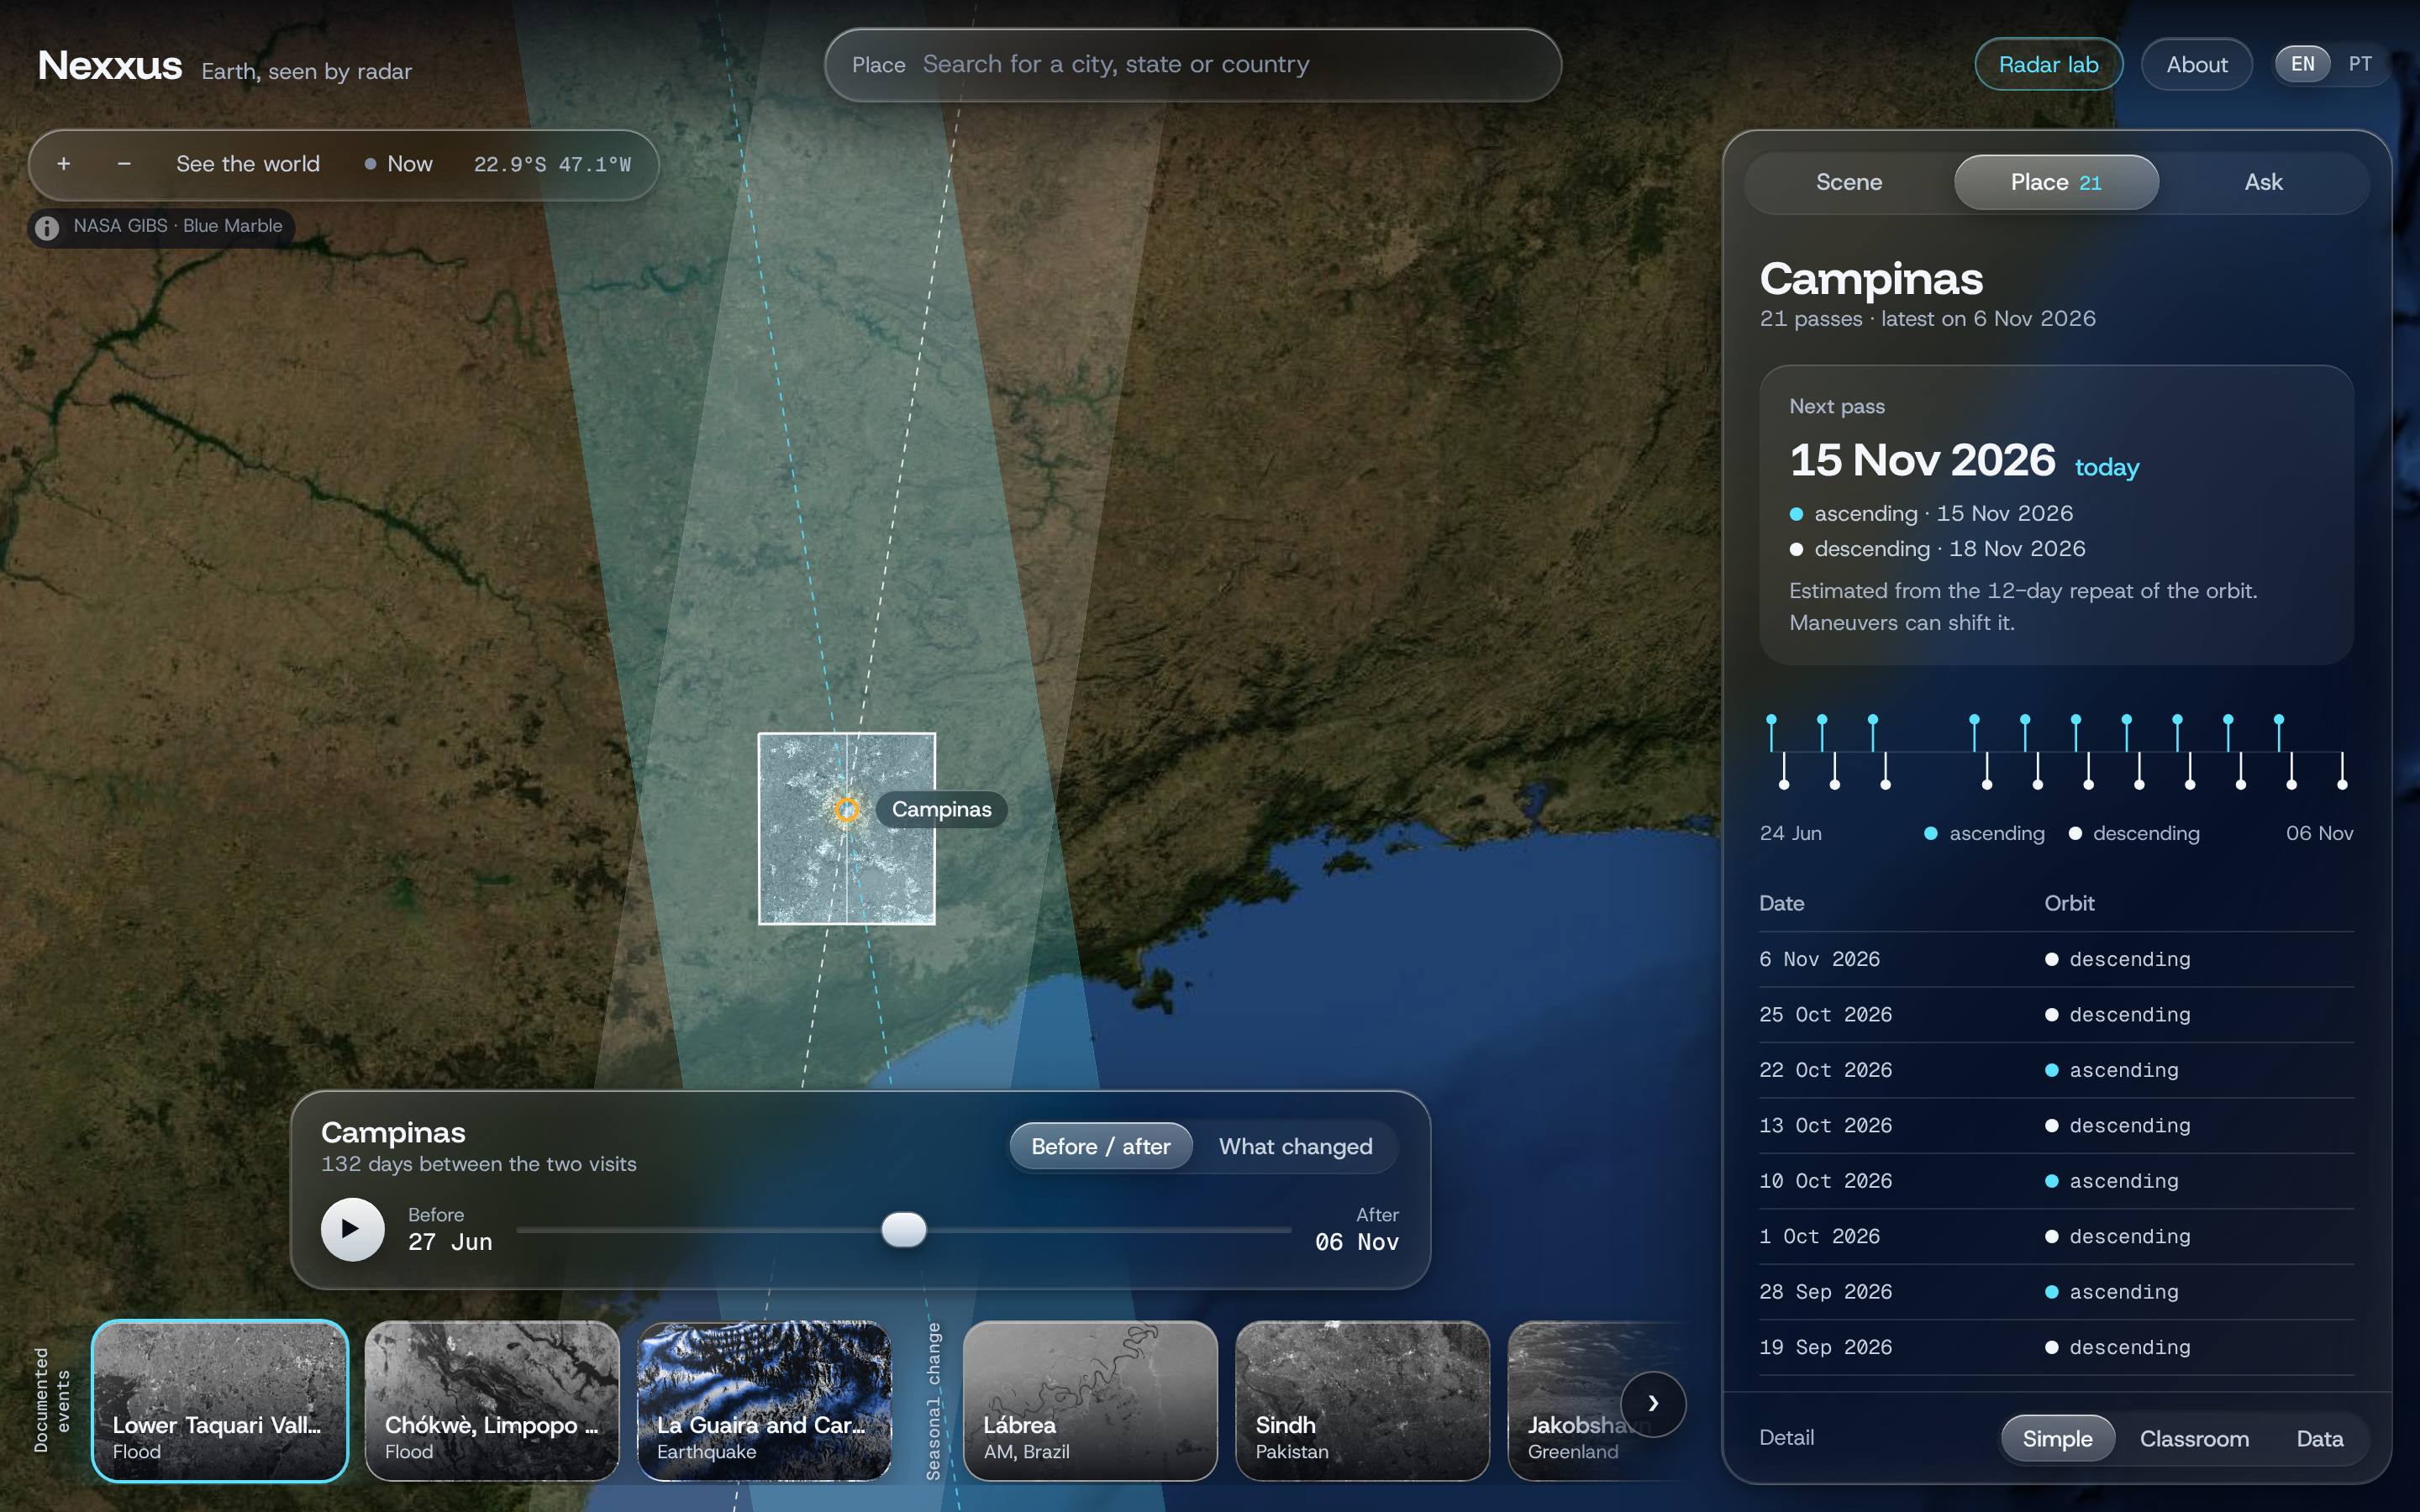 Nexxus Earth, seen by radar
Place Search for a city, state or country
Radar lab About EN PT
+ − See the world Now 22.9°S 47.1°W
NASA GIBS · Blue Marble
Scene Place 21 Ask
Campinas
21 passes · latest on 6 Nov 2026
Next pass
15 Nov 2026 today
ascending · 15 Nov 2026
descending · 18 Nov 2026
Estimated from the 12-day repeat of the orbit.
Maneuvers can shift it.
24 Jun ascending descending 06 Nov
Date Orbit
6 Nov 2026 descending
25 Oct 2026 descending
22 Oct 2026 ascending
13 Oct 2026 descending
10 Oct 2026 ascending
1 Oct 2026 descending
28 Sep 2026 ascending
19 Sep 2026 descending
Detail Simple Classroom Data
Campinas
Campinas
132 days between the two visits
Before / after What changed
Before
27 Jun
After
06 Nov
Documented
events
Lower Taquari Vall...
Flood
Chókwè, Limpopo ...
Flood
La Guaira and Car...
Earthquake
Seasonal change
Lábrea
AM, Brazil
Sindh
Pakistan
Jakobshavn
Greenland